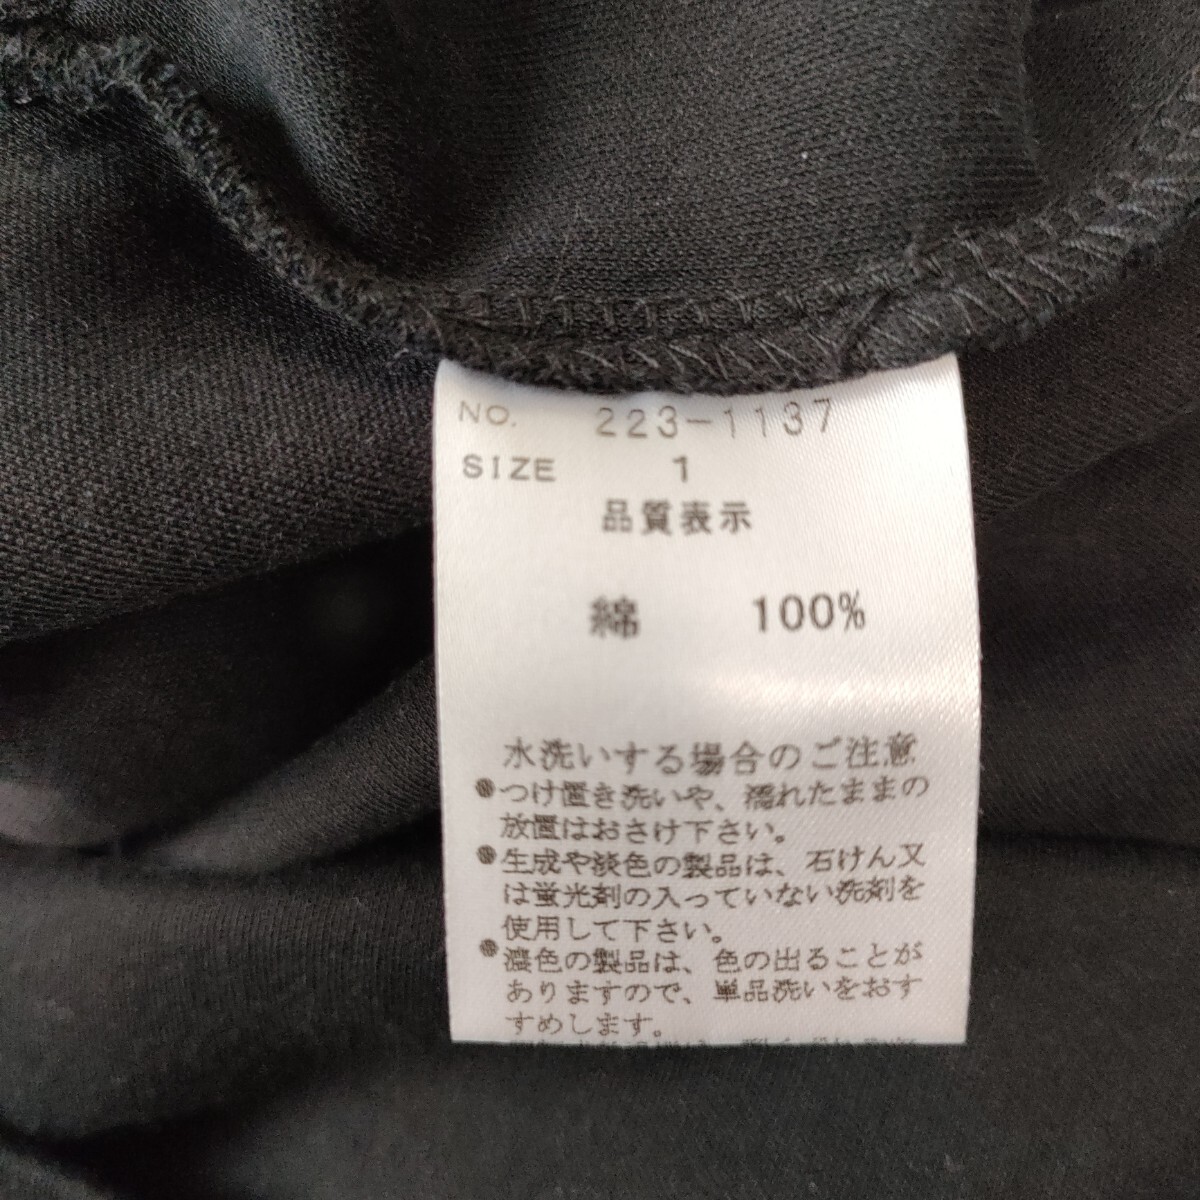 NO. 223-1137
SIZE 1
品質表示
綿 100%
水洗いする場合のご注意
●つけ置き洗いや、濡れたままの
放置はおさけ下さい。
●生成や淡色の製品は、石けん又
は蛍光剤の入っていない洗剤を
使用して下さい。
●濃色の製品は、色の出ることが
ありますので、単品洗いをおす
すめします。